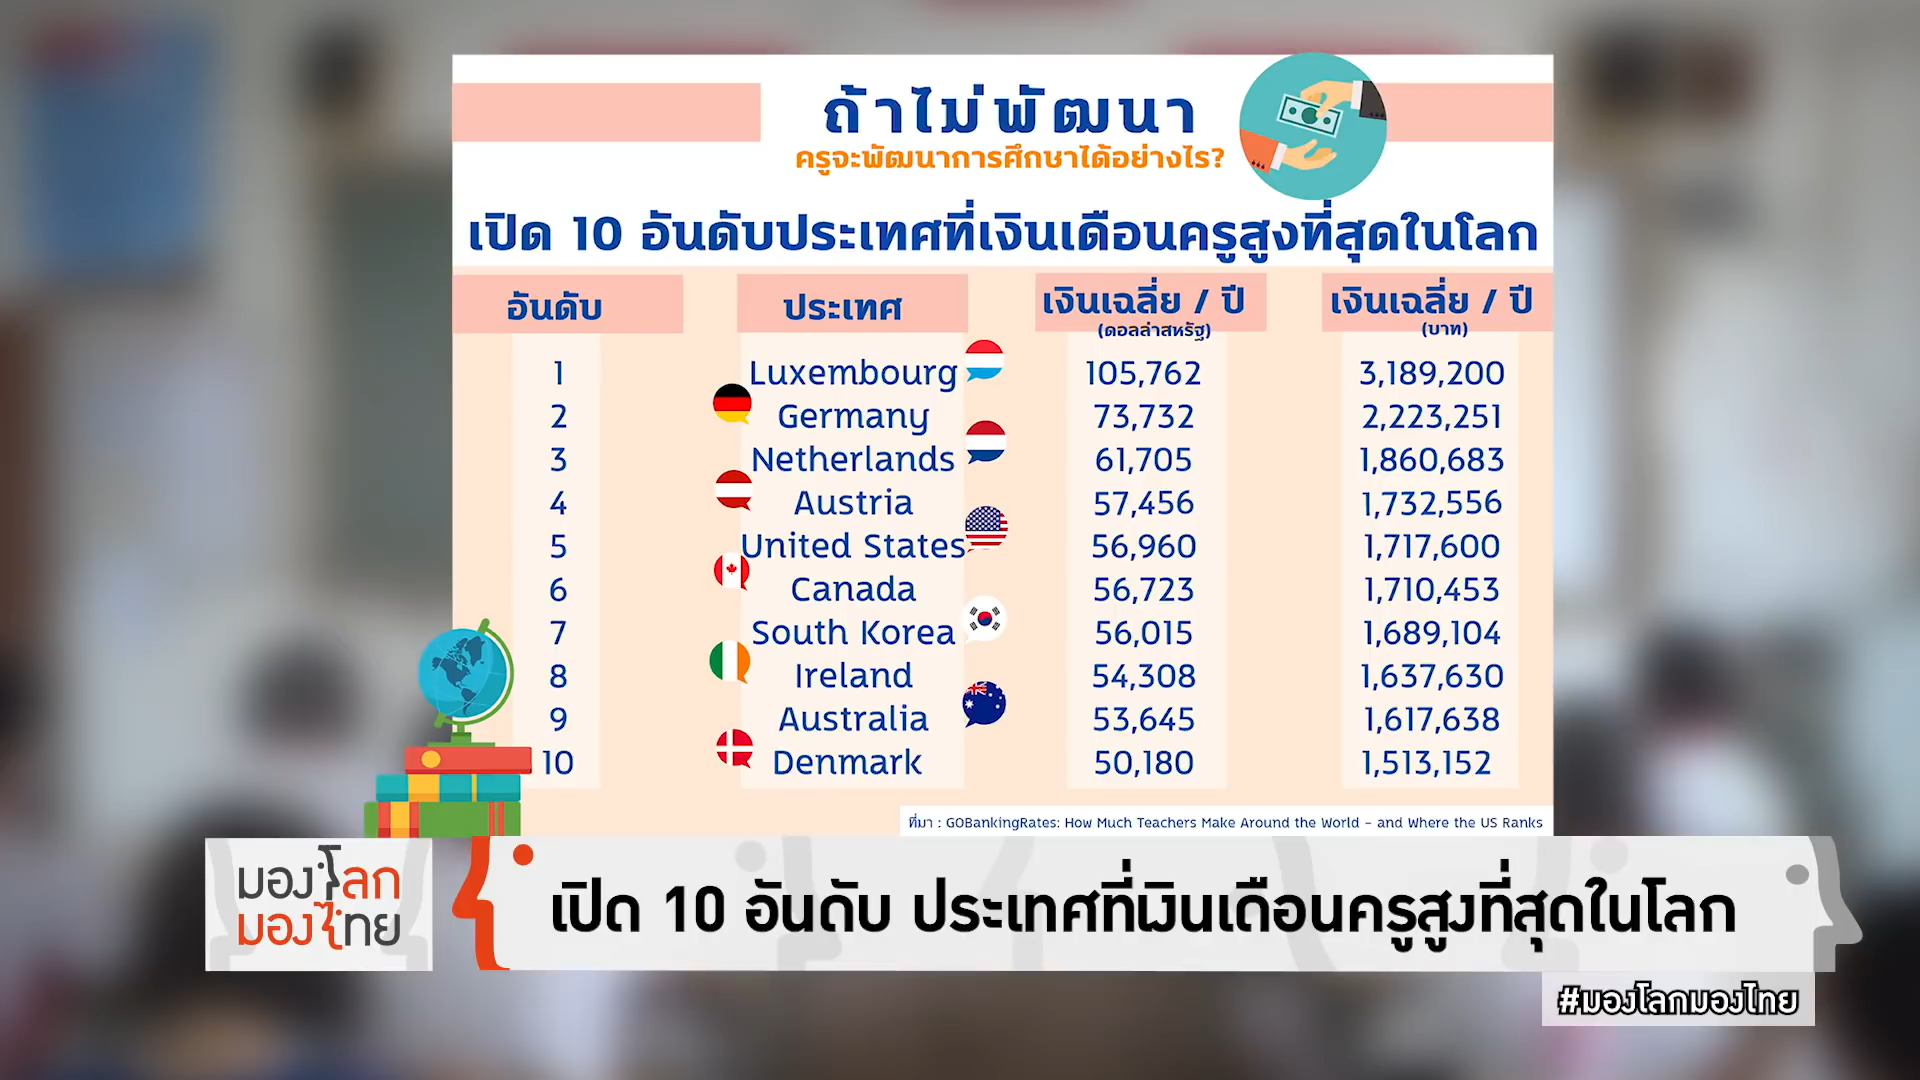 ถ้าไม่พัฒนา
ครูจะพัฒนาการศึกษาได้อย่างไร?
เปิด 10 อันดับประเทศที่เงินเดือนครูสูงที่สุดในโลก
อันดับ ประเทศ เงินเฉลี่ย / ปี (ดอลล่าสหรัฐ) เงินเฉลี่ย / ปี (บาท)
1 Luxembourg 105,762 3,189,200
2 Germany 73,732 2,223,251
3 Netherlands 61,705 1,860,683
4 Austria 57,456 1,732,556
5 United States 56,960 1,717,600
6 Canada 56,723 1,710,453
7 South Korea 56,015 1,689,104
8 Ireland 54,308 1,637,630
9 Australia 53,645 1,617,638
10 Denmark 50,180 1,513,152
ที่มา : GOBankingRates: How Much Teachers Make Around the World - and Where the US Ranks
มองโลก
มองไทย
เปิด 10 อันดับ ประเทศที่เงินเดือนครูสูงที่สุดในโลก
#มองโลกมองไทย